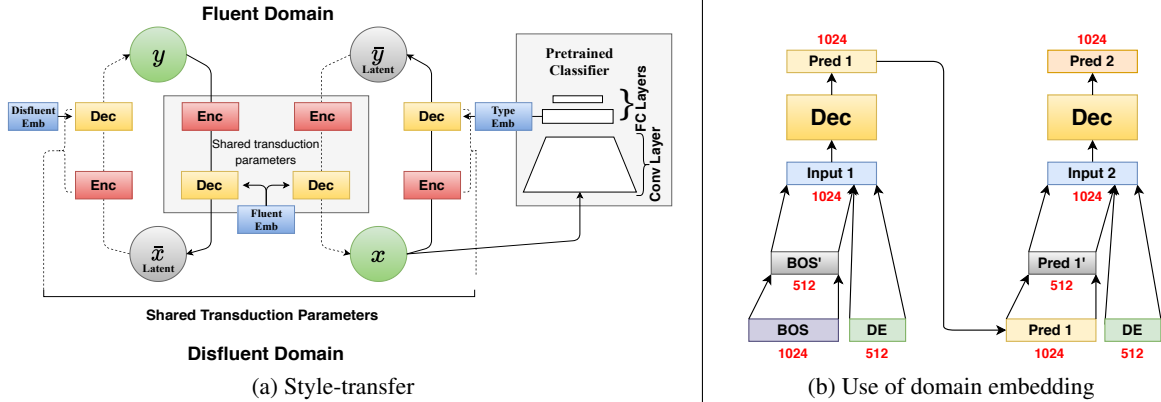 Fluent Domain
y
ȳ
Latent
Pretrained
Classifier
Disfluent
Emb
Dec
Enc
Enc
Dec
Type
Emb
FC Layers
Shared transduction
parameters
Enc
Dec
Dec
Enc
Conv Layer
Fluent
Emb
x̄
Latent
x
Shared Transduction Parameters
Disfluent Domain
(a) Style-transfer
1024
Pred 1
Dec
Input 1
1024
BOS'
512
BOS
DE
1024
512
1024
Pred 2
Dec
Input 2
1024
Pred 1'
512
Pred 1
DE
1024
512
(b) Use of domain embedding